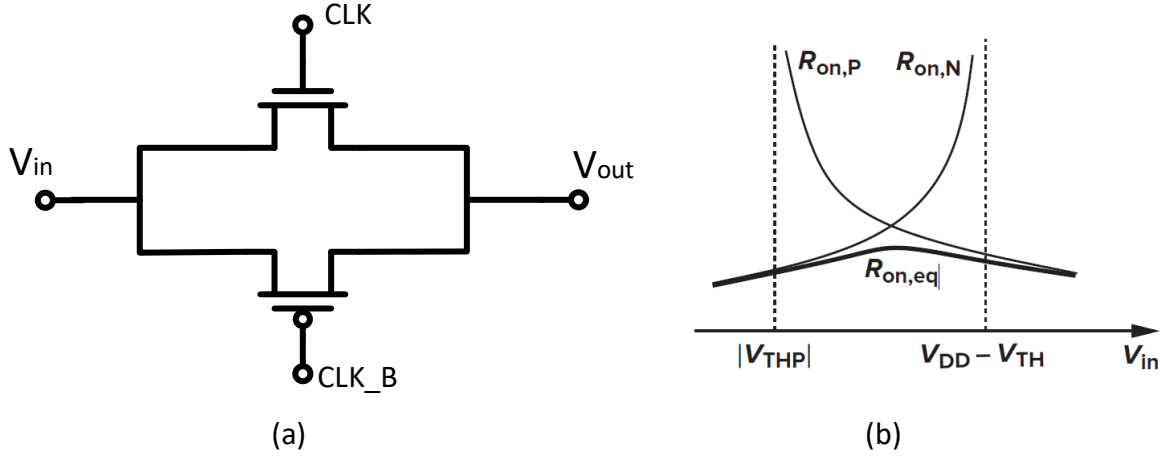 CLK
Vin
Vout
CLK_B
(a)
Ron,P
Ron,N
Ron,eq|
|VTHP|
VDD – VTH
Vin
(b)